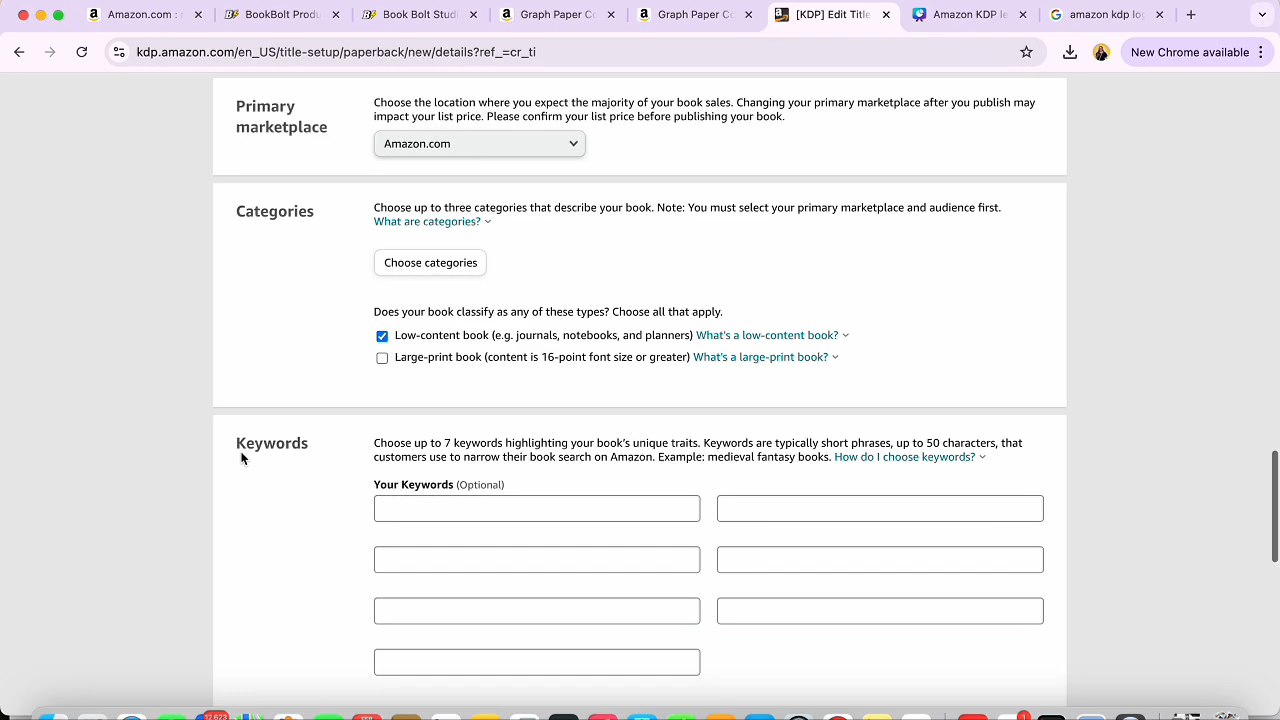 Amazon.com : r
BookBolt Produ
Book Bolt Studi
Graph Paper Co
Graph Paper Co
[KDP] Edit Title
Amazon KDP le
amazon kdp log
kdp.amazon.com/en_US/title-setup/paperback/new/details?ref_=cr_ti
New Chrome available
Primary
marketplace
Choose the location where you expect the majority of your book sales. Changing your primary marketplace after you publish may
impact your list price. Please confirm your list price before publishing your book.
Amazon.com
Categories
Choose up to three categories that describe your book. Note: You must select your primary marketplace and audience first.
What are categories?
Choose categories
Does your book classify as any of these types? Choose all that apply.
Low-content book (e.g. journals, notebooks, and planners) What's a low-content book?
Large-print book (content is 16-point font size or greater) What's a large-print book?
Keywords
Choose up to 7 keywords highlighting your book's unique traits. Keywords are typically short phrases, up to 50 characters, that
customers use to narrow their book search on Amazon. Example: medieval fantasy books. How do I choose keywords?
Your Keywords (Optional)
12,623
1